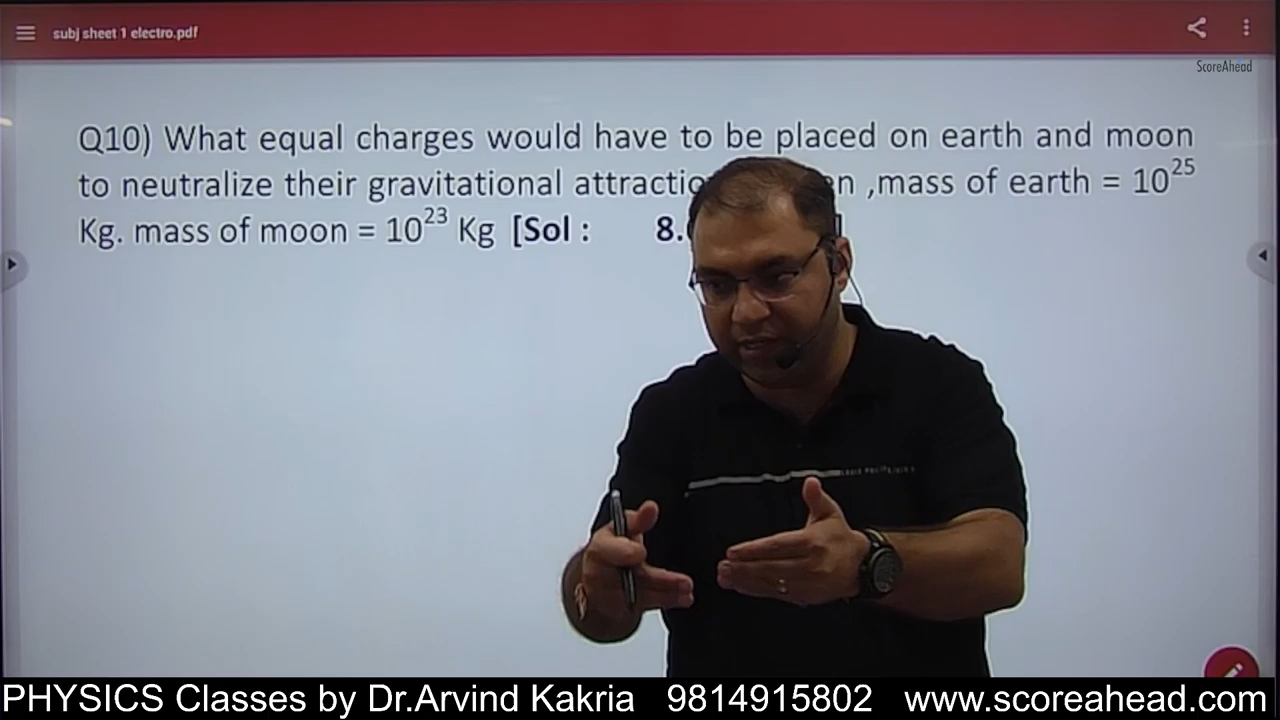 subj sheet 1 electro.pdf
ScoreAhead
Q10) What equal charges would have to be placed on earth and moon
to neutralize their gravitational ,mass of earth = 10²⁵
Kg. mass of moon = 10²³ Kg [Sol : ]
PHYSICS Classes by Dr.Arvind Kakria 9814915802 www.scoreahead.com